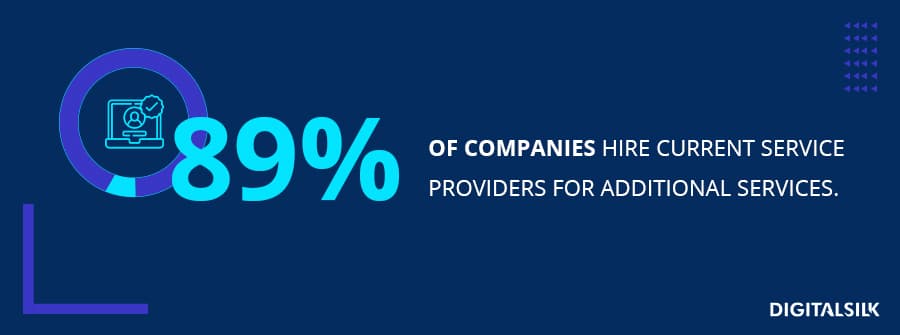 89%
OF COMPANIES HIRE CURRENT SERVICE
PROVIDERS FOR ADDITIONAL SERVICES.
DIGITALSILK